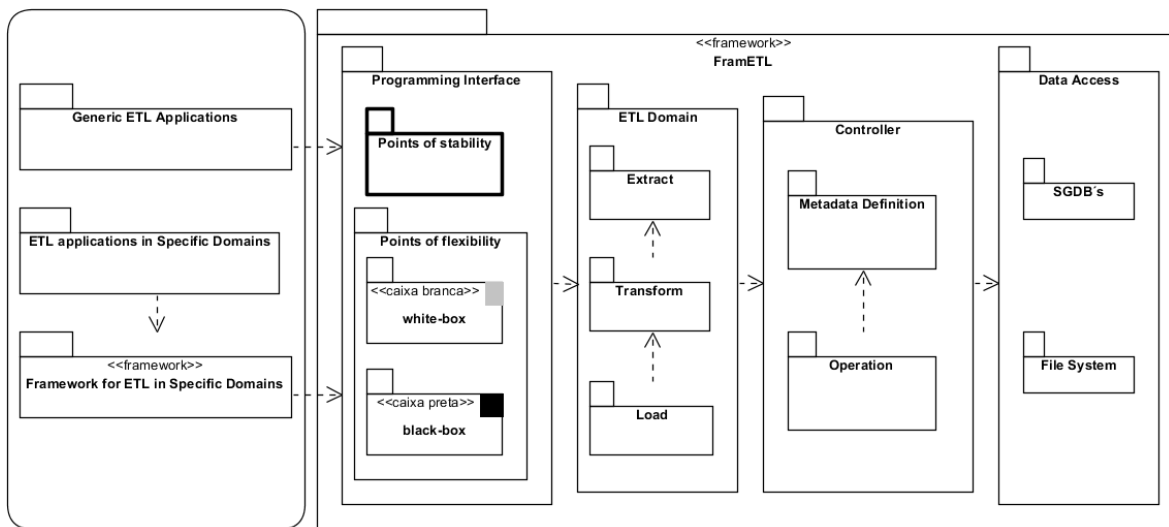 <<framework>>
FramETL
Generic ETL Applications
ETL applications in Specific Domains
<<framework>>
Framework for ETL in Specific Domains
Programming Interface
Points of stability
Points of flexibility
<<caixa branca>>
white-box
<<caixa preta>>
black-box
ETL Domain
Extract
Transform
Load
Controller
Metadata Definition
Operation
Data Access
SGDB´s
File System